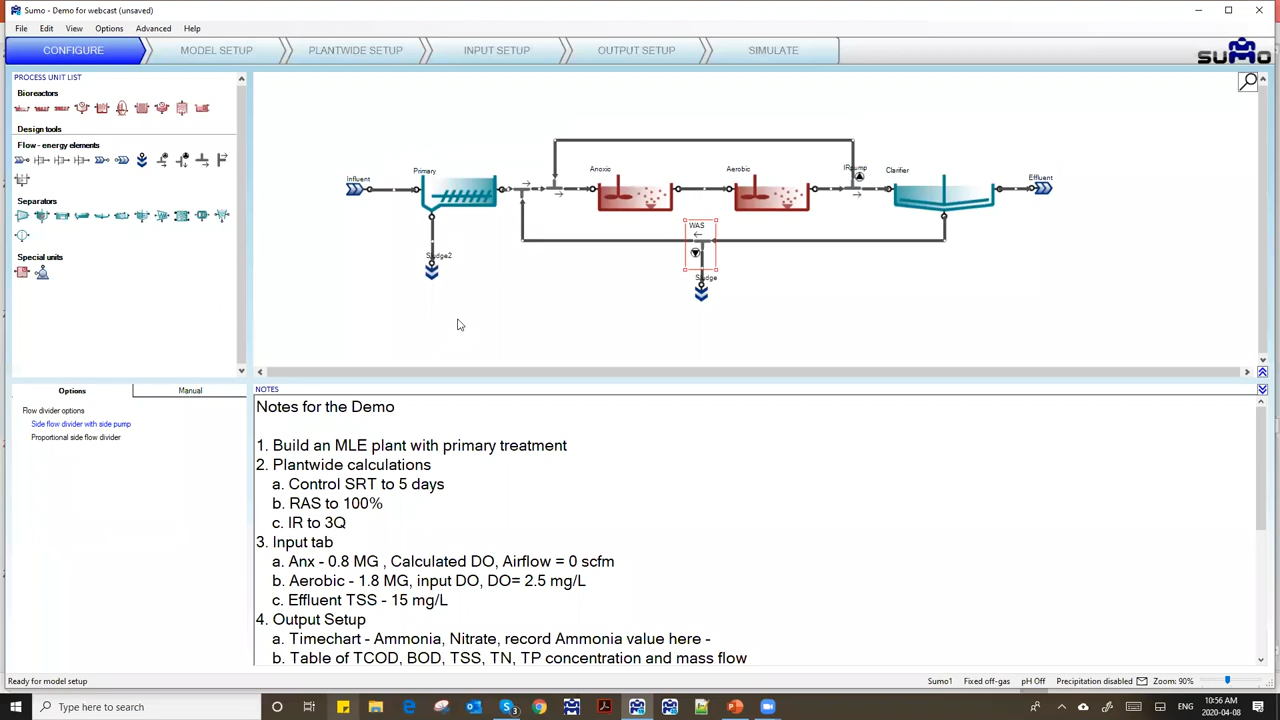 Sumo - Demo for webcast (unsaved)
File Edit View Options Advanced Help
CONFIGURE MODEL SETUP PLANTWIDE SETUP INPUT SETUP OUTPUT SETUP SIMULATE
sumo
PROCESS UNIT LIST
Bioreactors
Design tools
Flow - energy elements
Separators
Special units
Influent
Primary
Anoxic
Aerobic
IRpump
Clarifier
Effluent
WAS
Sludge2
Sludge
Options Manual
Flow divider options
Side flow divider with side pump
Proportional side flow divider
NOTES
Notes for the Demo
1. Build an MLE plant with primary treatment
2. Plantwide calculations
a. Control SRT to 5 days
b. RAS to 100%
c. IR to 3Q
3. Input tab
a. Anx - 0.8 MG , Calculated DO, Airflow = 0 scfm
b. Aerobic - 1.8 MG, input DO, DO= 2.5 mg/L
c. Effluent TSS - 15 mg/L
4. Output Setup
a. Timechart - Ammonia, Nitrate, record Ammonia value here -
b. Table of TCOD, BOD, TSS, TN, TP concentration and mass flow
Ready for model setup
Sumo1 Fixed off-gas pH Off Precipitation disabled Zoom: 90%
Type here to search
10:56 AM
2020-04-08